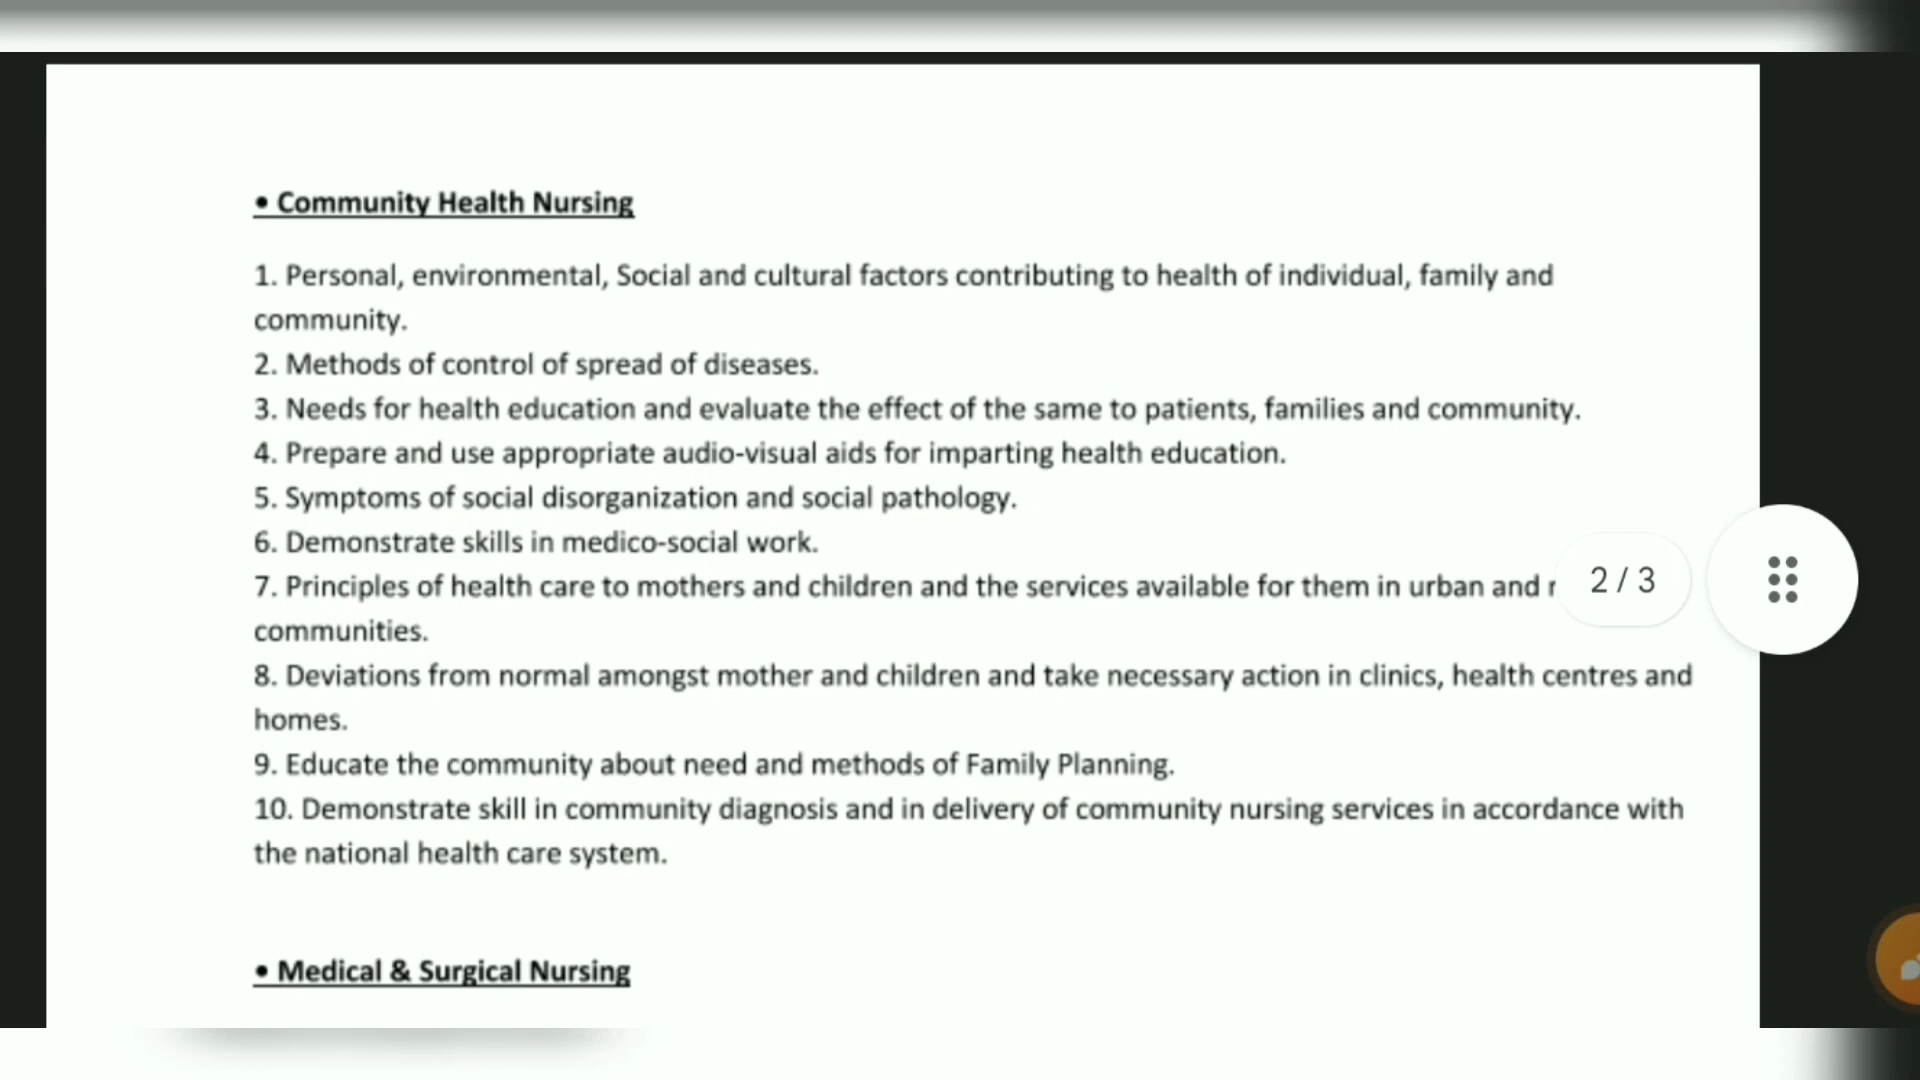 • Community Health Nursing
1. Personal, environmental, Social and cultural factors contributing to health of individual, family and
community.
2. Methods of control of spread of diseases.
3. Needs for health education and evaluate the effect of the same to patients, families and community.
4. Prepare and use appropriate audio-visual aids for imparting health education.
5. Symptoms of social disorganization and social pathology.
6. Demonstrate skills in medico-social work.
7. Principles of health care to mothers and children and the services available for them in urban and
2 / 3
communities.
8. Deviations from normal amongst mother and children and take necessary action in clinics, health centres and
homes.
9. Educate the community about need and methods of Family Planning.
10. Demonstrate skill in community diagnosis and in delivery of community nursing services in accordance with
the national health care system.
• Medical & Surgical Nursing